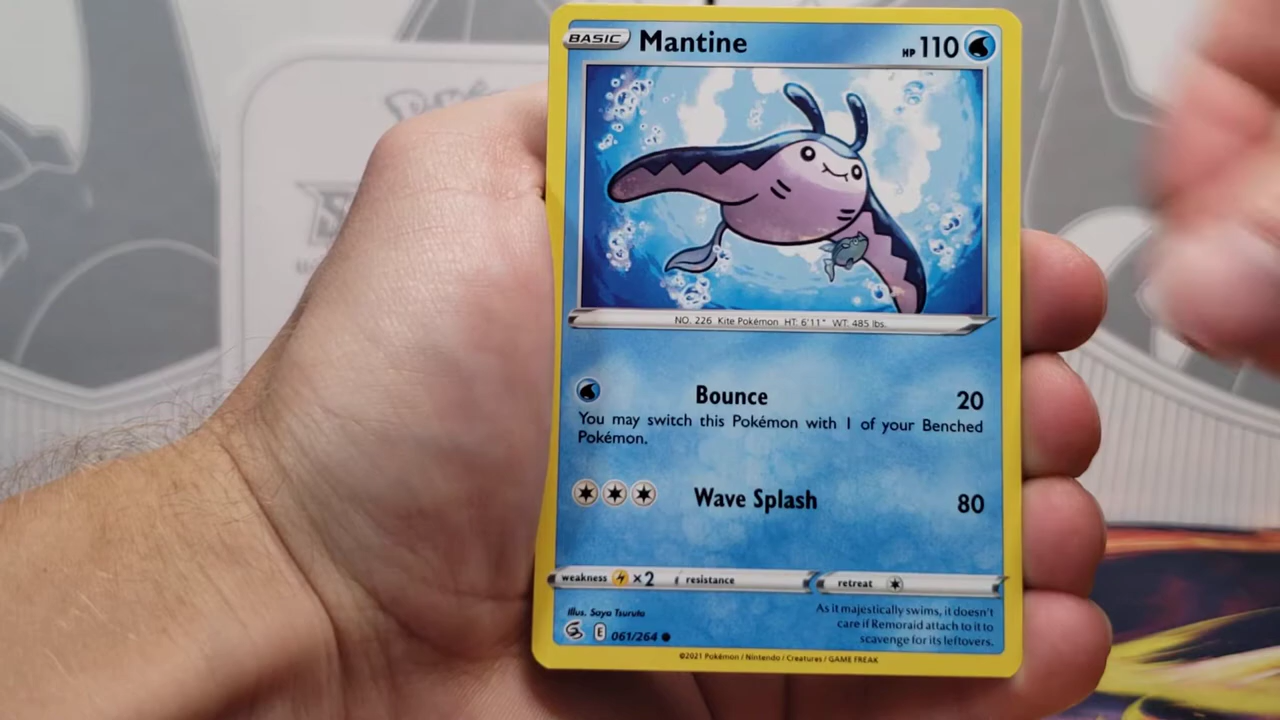 BASIC Mantine HP 110
NO. 226 Kite Pokémon HT: 6'11" WT: 485 lbs.
Bounce 20
You may switch this Pokémon with 1 of your Benched
Pokémon.
Wave Splash 80
weakness ×2 resistance retreat
Illus. Saya Tsuruta
E 061/264
As it majestically swims, it doesn't
care if Remoraid attach to it to
scavenge for its leftovers.
©2021 Pokémon / Nintendo / Creatures / GAME FREAK